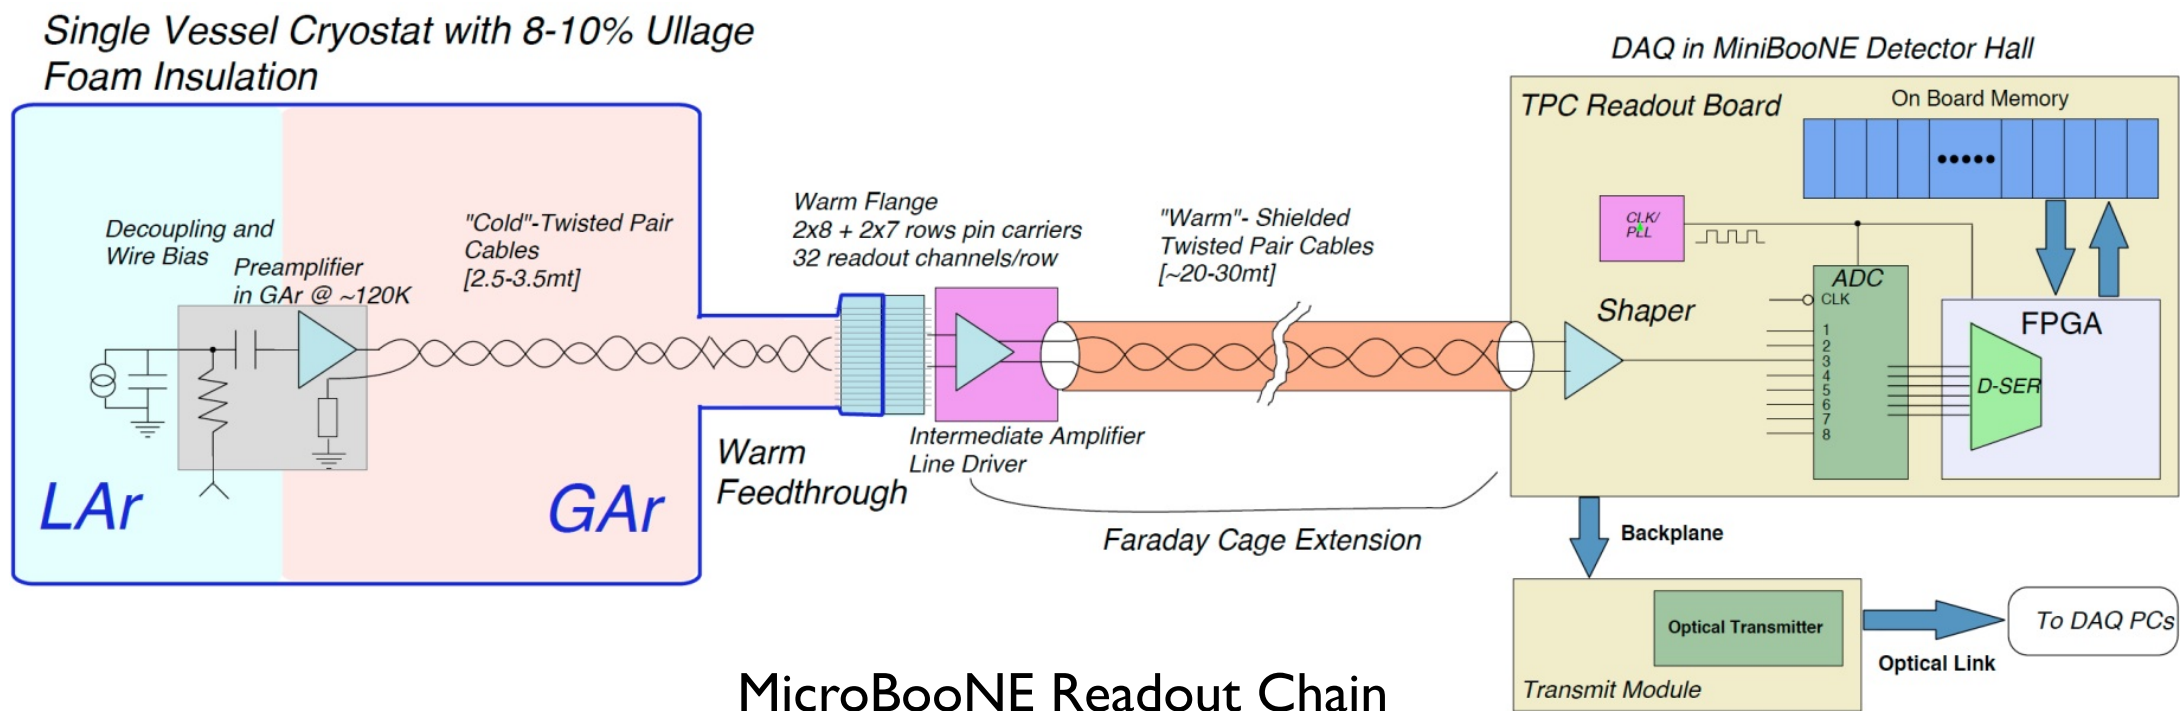 Single Vessel Cryostat with 8-10% Ullage
Foam Insulation
DAQ in MiniBooNE Detector Hall
TPC Readout Board
On Board Memory
Decoupling and
Wire Bias
Preamplifier
in GAr @ ~120K
"Cold"-Twisted Pair
Cables
[2.5-3.5mt]
Warm Flange
2x8 + 2x7 rows pin carriers
32 readout channels/row
"Warm"- Shielded
Twisted Pair Cables
[~20-30mt]
CLK/
PLL
Shaper
ADC
CLK
1
2
3
4
5
6
7
8
FPGA
D-SER
LAr
GAr
Warm
Feedthrough
Intermediate Amplifier
Line Driver
Faraday Cage Extension
Backplane
Optical Transmitter
Transmit Module
Optical Link
To DAQ PCs
MicroBooNE Readout Chain